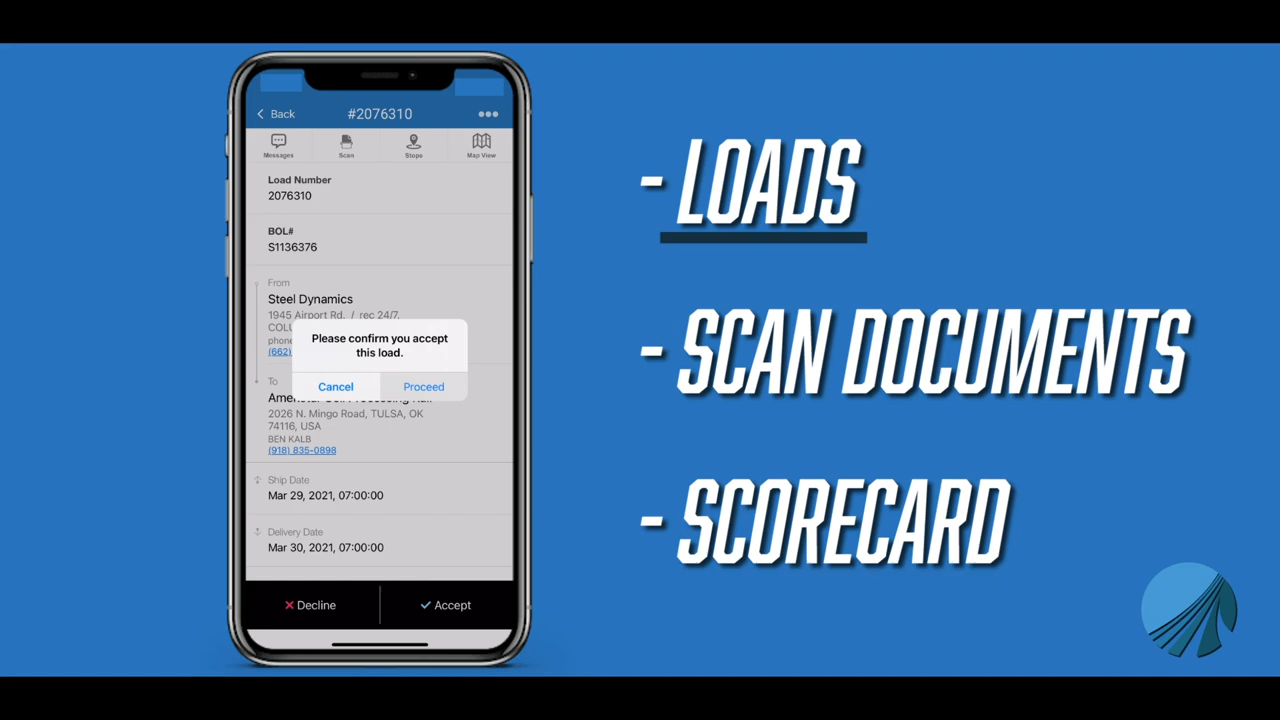 Back
#2076310
Messages
Scan
Stops
Map View
Load Number
2076310
BOL#
S1136376
From
Steel Dynamics
1945 Airport Rd. / rec 24/7,
COLU
phone
(662)
Please confirm you accept
this load.
Cancel
Proceed
To
2026 N. Mingo Road, TULSA, OK
74116, USA
BEN KALB
(918) 835-0898
Ship Date
Mar 29, 2021, 07:00:00
Delivery Date
Mar 30, 2021, 07:00:00
Decline
Accept
- LOADS
- SCAN DOCUMENTS
- SCORECARD